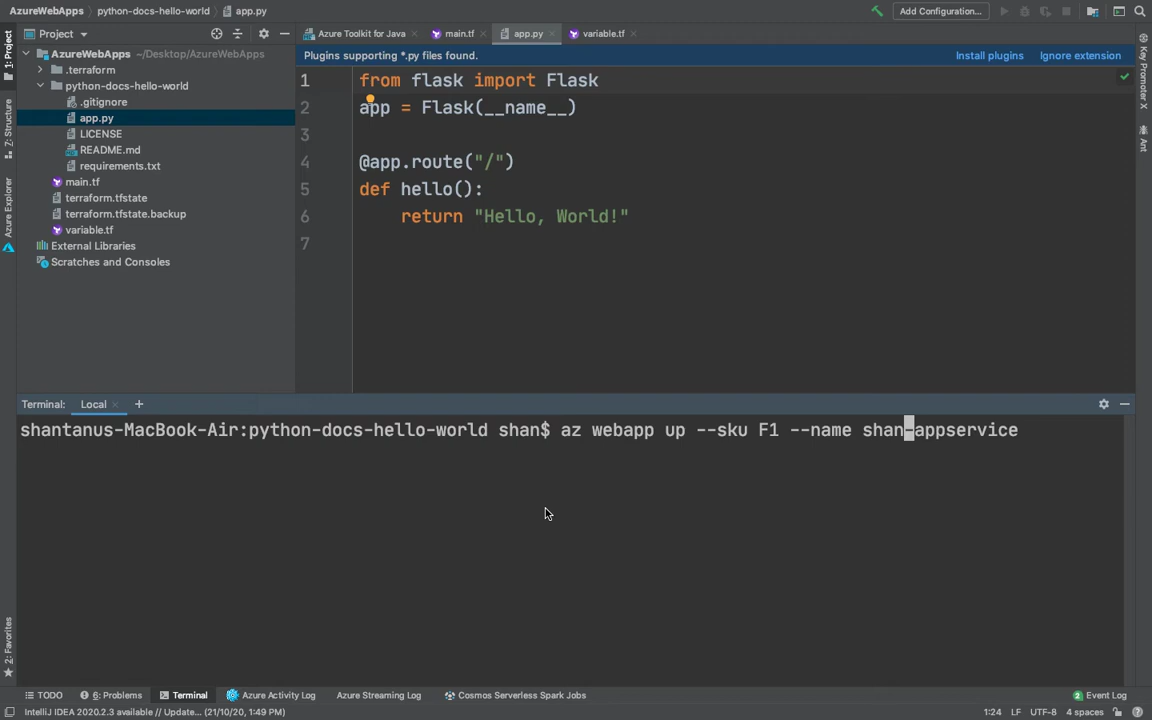 AzureWebApps python-docs-hello-world app.py Add Configuration...
Project Azure Toolkit for Java main.tf app.py variable.tf
AzureWebApps ~/Desktop/AzureWebApps
.terraform
python-docs-hello-world
.gitignore
app.py
LICENSE
README.md
requirements.txt
main.tf
terraform.tfstate
terraform.tfstate.backup
variable.tf
External Libraries
Scratches and Consoles
Plugins supporting *.py files found. Install plugins Ignore extension
1 from flask import Flask
2 app = Flask(__name__)
3
4 @app.route("/")
5 def hello():
6 return "Hello, World!"
7
1: Project
Z: Structure
Azure Explorer
2: Favorites
Key Promoter X
Ant
Terminal: Local +
shantanus-MacBook-Air:python-docs-hello-world shan$ az webapp up --sku F1 --name shan-appservice
TODO 6: Problems Terminal Azure Activity Log Azure Streaming Log Cosmos Serverless Spark Jobs 2 Event Log
IntelliJ IDEA 2020.2.3 available // Update... (21/10/20, 1:49 PM) 1:24 LF UTF-8 4 spaces